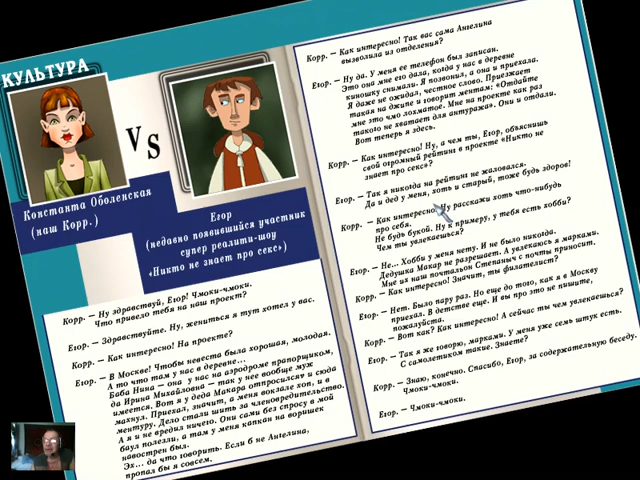 КУЛЬТУРА
VS
Константа Оболенская
(наш Корр.)
Егор
(недавно появившийся участник
супер реалити-шоу
«Никто не знает про секс»)
Корр. — Ну здравствуй, Егор! Чмоки-чмоки.
Что привело тебя на наш проект?
Егор. — Здравствуйте. Ну, жениться я тут хотел у вас.
Корр. — Как интересно! На проекте?
Егор. — В Москве! Чтобы невеста была хорошая, молодая.
А то что там у нас в деревне...
Баба Нина — она у нас на аэродроме прапорщиком,
да Ирина Михайловна — так у нее вообще муж
имеется. Вот я у деда Макара отпросился и сюда
махнул. Приехал, значит, а меня вокзале хоп, и в
ментуру. Дело стали шить за членовредительство.
А я и не вредил ничего. Они сами без спросу в мой
баул полезли, а там у меня капкан на воришек
навострен был.
Эх... да что говорить. Если б не Ангелина,
пропал бы я совсем.
Корр. — Как интересно! Так вас сама Ангелина
вызволила из отделения?
Егор. — Ну да. У меня ее телефон был записан.
Это она мне его дала, когда у нас в деревне
киношку снимали. Я позвонил, а она и приехала.
Я даже не ожидал, честное слово. Приезжает
такая на джипе и говорит ментам: «Отдайте
мне это чмо лохматое. Мне на проекте как раз
такого не хватает для антуража». Они и отдали.
Вот теперь я здесь.
Корр. — Как интересно! Ну, а чем ты, Егор, объяснишь
свой огромный рейтинг в проекте «Никто не
знает про секс»?
Егор. — Так я никогда на рейтинг не жаловался.
Да и дед у меня, хоть и старый, тоже будь здоров!
Корр. — Как интересно! Ну расскажи хоть что-нибудь
про себя.
Не будь букой. Ну к примеру, у тебя есть хобби?
Чем ты увлекаешься?
Егор. — Не... Хобби у меня нету. И не было никогда.
Дедушка Макар не разрешает. А увлекаюсь я марками.
Мне их наш почтальон Степаныч с почты приносит.
Корр. — Как интересно! Значит, ты филателист?
Егор. — Нет. Было пару раз. Но еще до того, как я в Москву
приехал. В детстве еще. И вы про это не пишите,
пожалуйста.
Корр. — Вот как? Как интересно! А сейчас ты чем увлекаешься?
Егор. — Так я же говорю, марками. У меня уже семь штук есть.
С самолетиком такие. Знаете?
Корр. — Знаю, конечно. Спасибо, Егор, за содержательную беседу.
Чмоки-чмоки.
Егор. — Чмоки-чмоки.